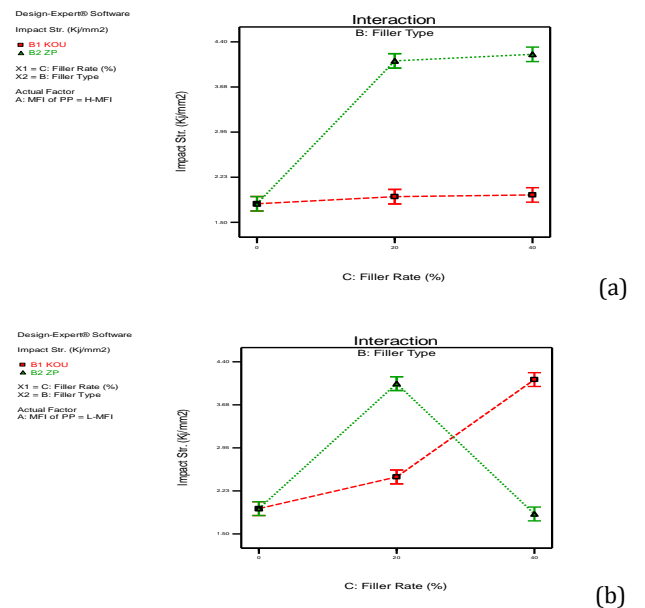 Design-Expert® Software
Impact Str. (Kj/mm2)
B1 KOU
B2 ZP
X1 = C: Filler Rate (%)
X2 = B: Filler Type
Actual Factor
A: MFI of PP = H-MFI
Interaction
B: Filler Type
Impact Str. (Kj/mm2)
4.40
3.68
2.95
2.23
1.50
0
20
40
C: Filler Rate (%)
(a)
Design-Expert® Software
Impact Str. (Kj/mm2)
B1 KOU
B2 ZP
X1 = C: Filler Rate (%)
X2 = B: Filler Type
Actual Factor
A: MFI of PP = L-MFI
Interaction
B: Filler Type
Impact Str. (Kj/mm2)
4.40
3.68
2.95
2.23
1.50
0
20
40
C: Filler Rate (%)
(b)